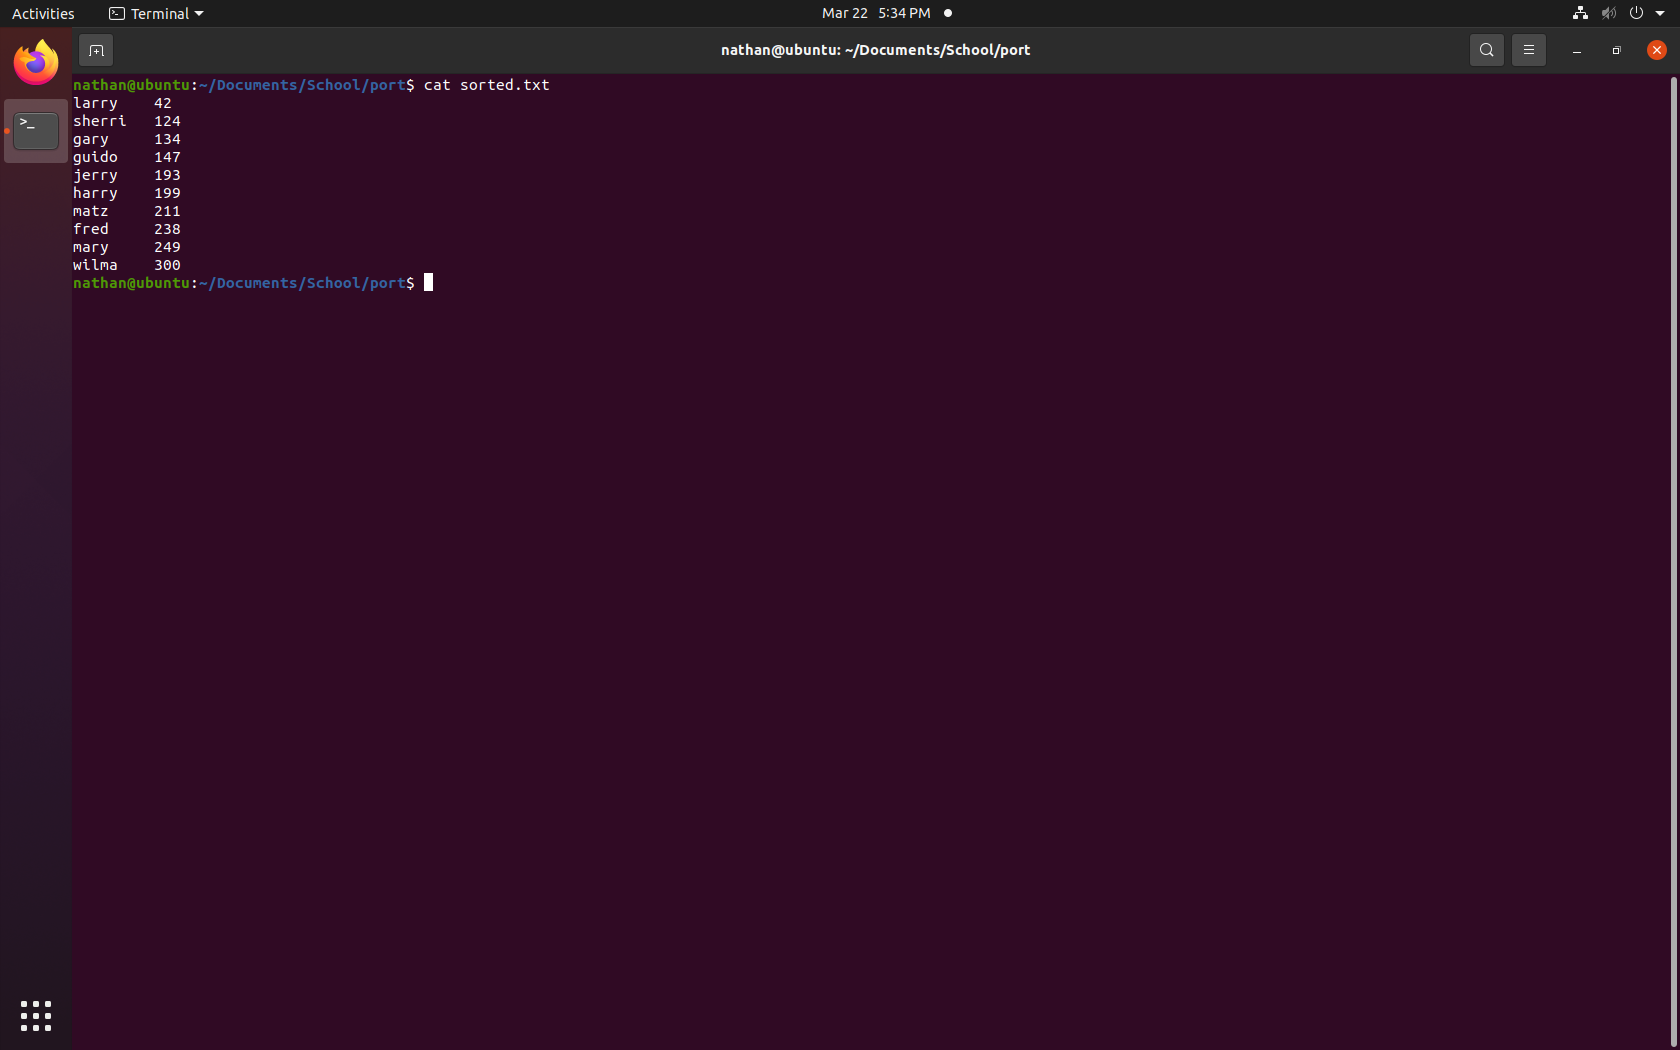 Activities Terminal Mar 22 5:34 PM
nathan@ubuntu: ~/Documents/School/port
nathan@ubuntu:~/Documents/School/port$ cat sorted.txt
larry 42
sherri 124
gary 134
guido 147
jerry 193
harry 199
matz 211
fred 238
mary 249
wilma 300
nathan@ubuntu:~/Documents/School/port$